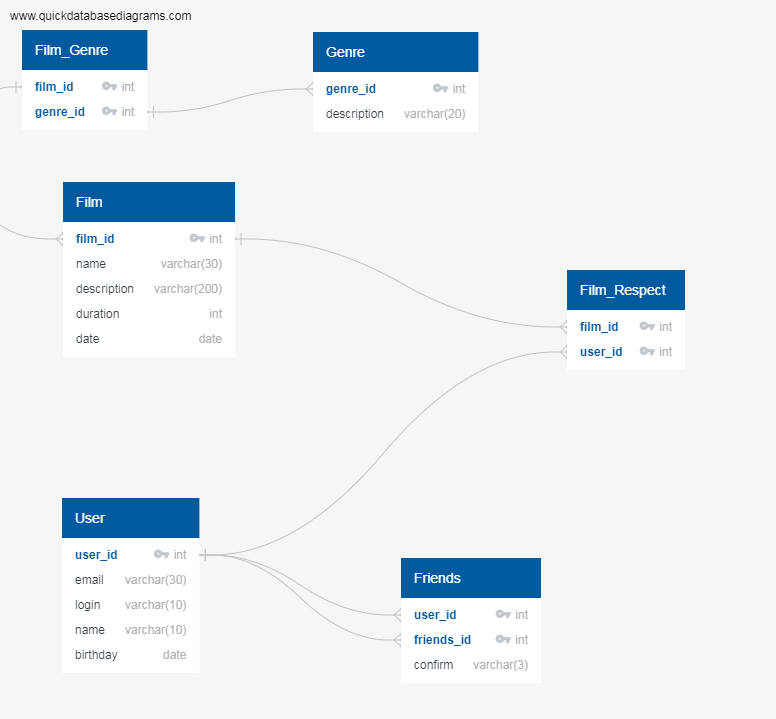 www.quickdatabasediagrams.com
Film_Genre
film_id int
genre_id int
Genre
genre_id int
description varchar(20)
Film
film_id int
name varchar(30)
description varchar(200)
duration int
date date
Film_Respect
film_id int
user_id int
User
user_id int
email varchar(30)
login varchar(10)
name varchar(10)
birthday date
Friends
user_id int
friends_id int
confirm varchar(3)